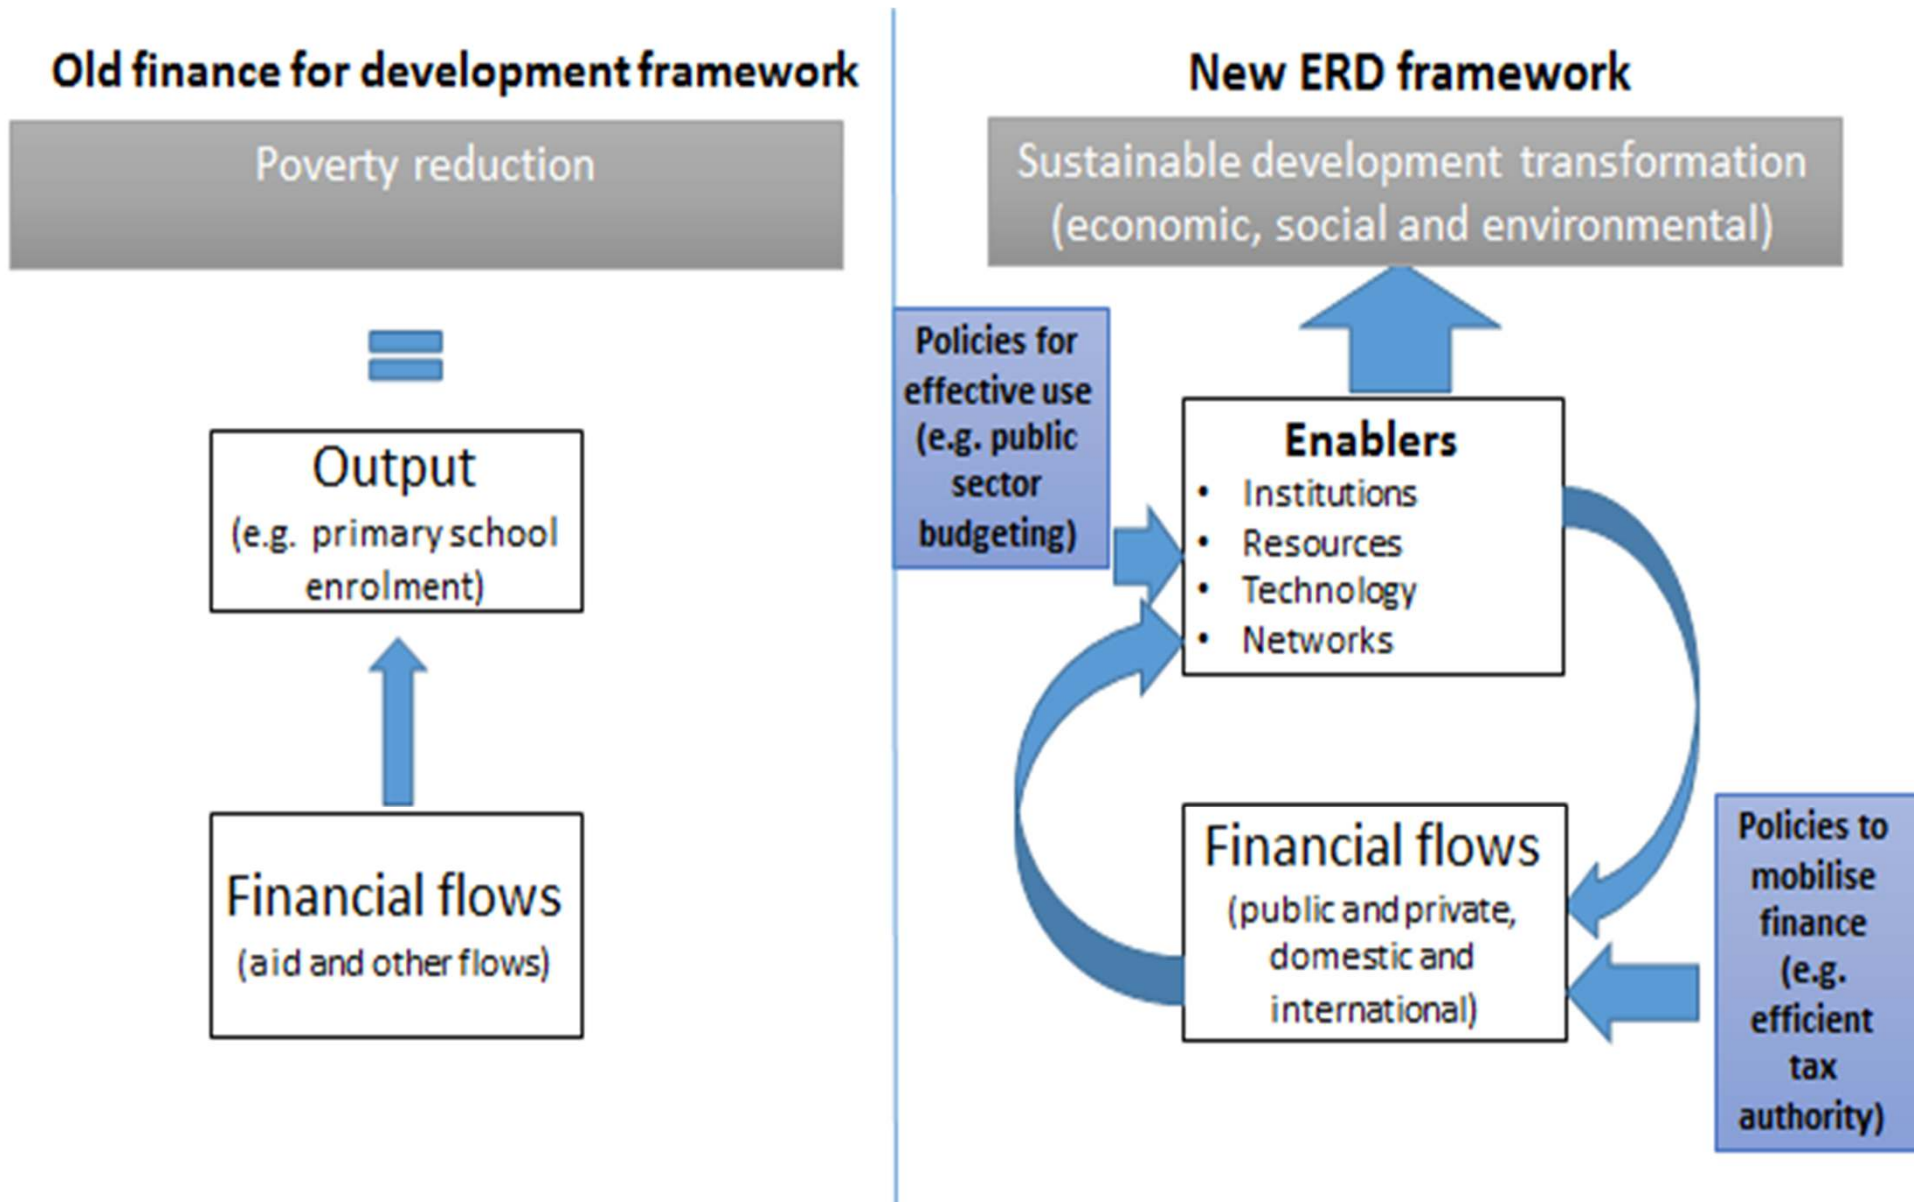 Old finance for development framework
Poverty reduction
Output
(e.g. primary school
enrolment)
Financial flows
(aid and other flows)
New ERD framework
Sustainable development transformation
(economic, social and environmental)
Policies for
effective use
(e.g. public
sector
budgeting)
Enablers
• Institutions
• Resources
• Technology
• Networks
Financial flows
(public and private,
domestic and
international)
Policies to
mobilise
finance
(e.g.
efficient
tax
authority)